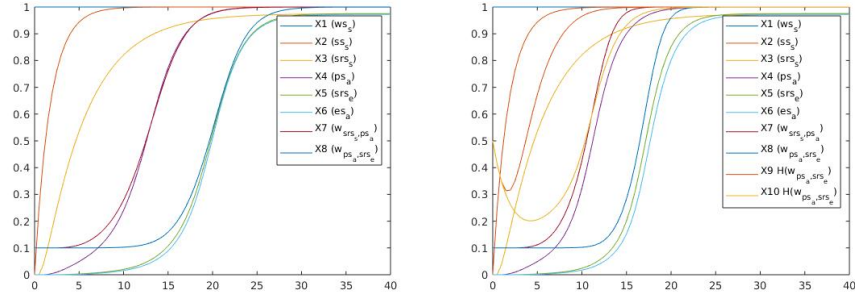 1
0.9
0.8
0.7
0.6
0.5
0.4
0.3
0.2
0.1
0
0 5 10 15 20 25 30 35 40
X1 (ws_s)
X2 (ss_s)
X3 (srs_s)
X4 (ps_a)
X5 (srs_e)
X6 (es_a)
X7 (w_srs_s,ps_a)
X8 (w_ps_a,srs_e)
1
0.9
0.8
0.7
0.6
0.5
0.4
0.3
0.2
0.1
0
0 5 10 15 20 25 30 35 40
X1 (ws_s)
X2 (ss_s)
X3 (srs_s)
X4 (ps_a)
X5 (srs_e)
X6 (es_a)
X7 (w_srs_s,ps_a)
X8 (w_ps_a,srs_e)
X9 H(w_ps_a,srs_e)
X10 H(w_ps_a,srs_e)